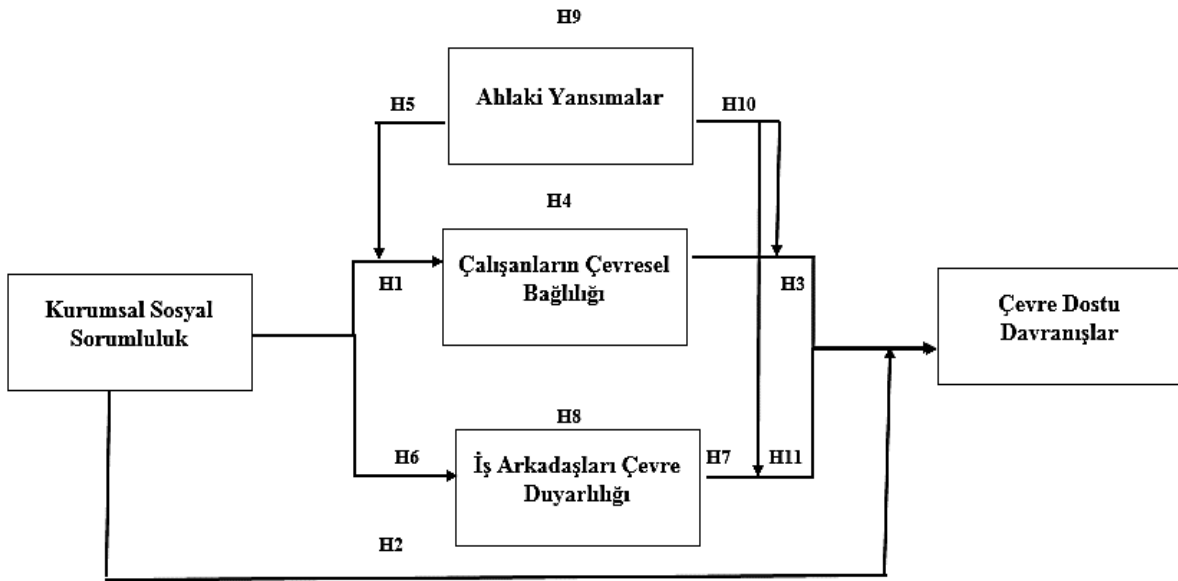 H9
Ahlaki Yansımalar
H5
H10
H4
Çalışanların Çevresel
Bağlılığı
H1
H3
Kurumsal Sosyal
Sorumluluk
Çevre Dostu
Davranışlar
H8
İş Arkadaşları Çevre
Duyarlılığı
H6
H7
H11
H2